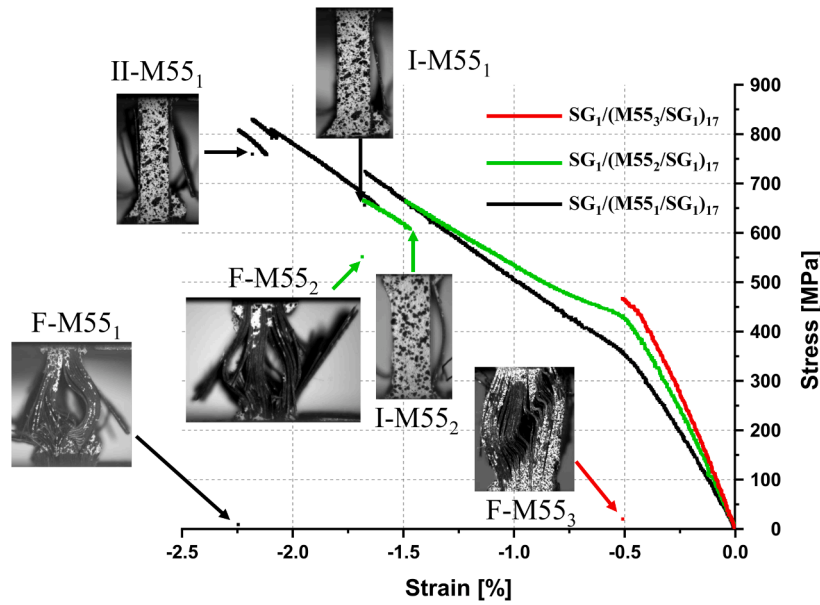 II-M55₁
I-M55₁
SG₁/(M55₃/SG₁)₁₇
SG₁/(M55₂/SG₁)₁₇
SG₁/(M55₁/SG₁)₁₇
F-M55₂
F-M55₁
I-M55₂
F-M55₃
900
800
700
600
500
400
300
200
100
0
Stress [MPa]
-2.5 -2.0 -1.5 -1.0 -0.5 0.0
Strain [%]